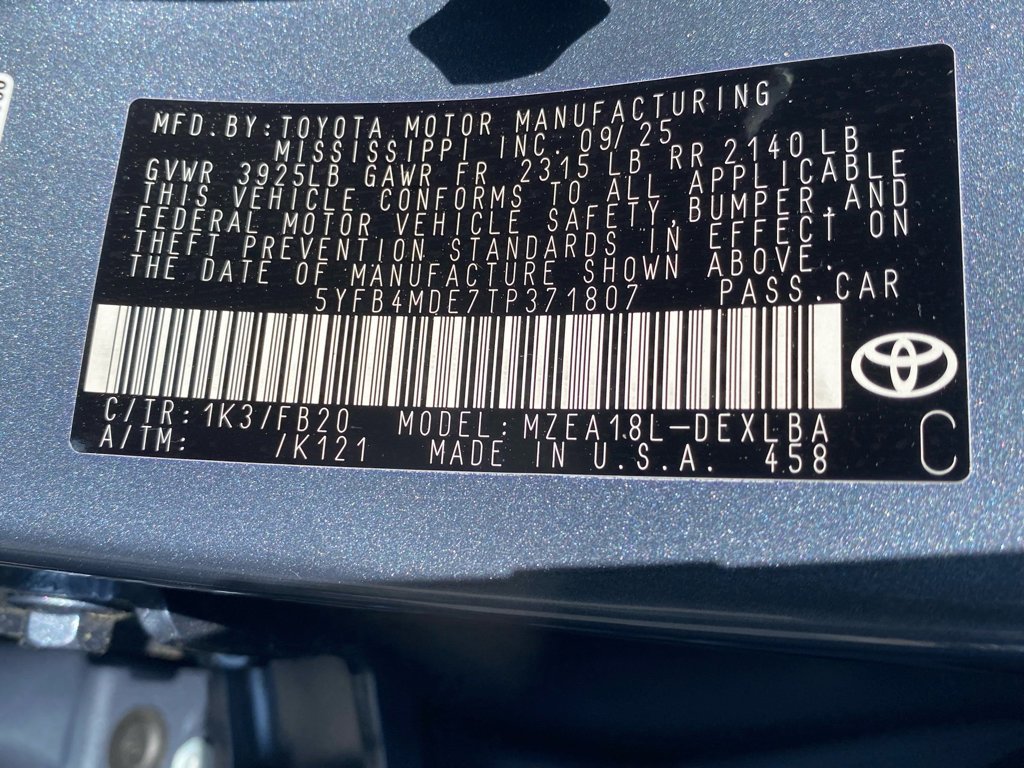 MFD.BY:TOYOTA MOTOR MANUFACTURING
MISSISSIPPI INC. 09/25
GVWR 3925LB GAWR FR 2315 LB RR 2140LB
THIS VEHICLE CONFORMS TO ALL APPLICABLE
FEDERAL MOTOR VEHICLE SAFETY,BUMPER,AND
THEFT PREVENTION STANDARDS IN EFFECT ON
THE DATE OF MANUFACTURE SHOWN ABOVE.
5YFB4MDE7TP371807 PASS.CAR
C/TR:1K3/FB20 MODEL:MZEA18L-DEXLBA
A/TM: /K121 MADE IN U.S.A. 458
C